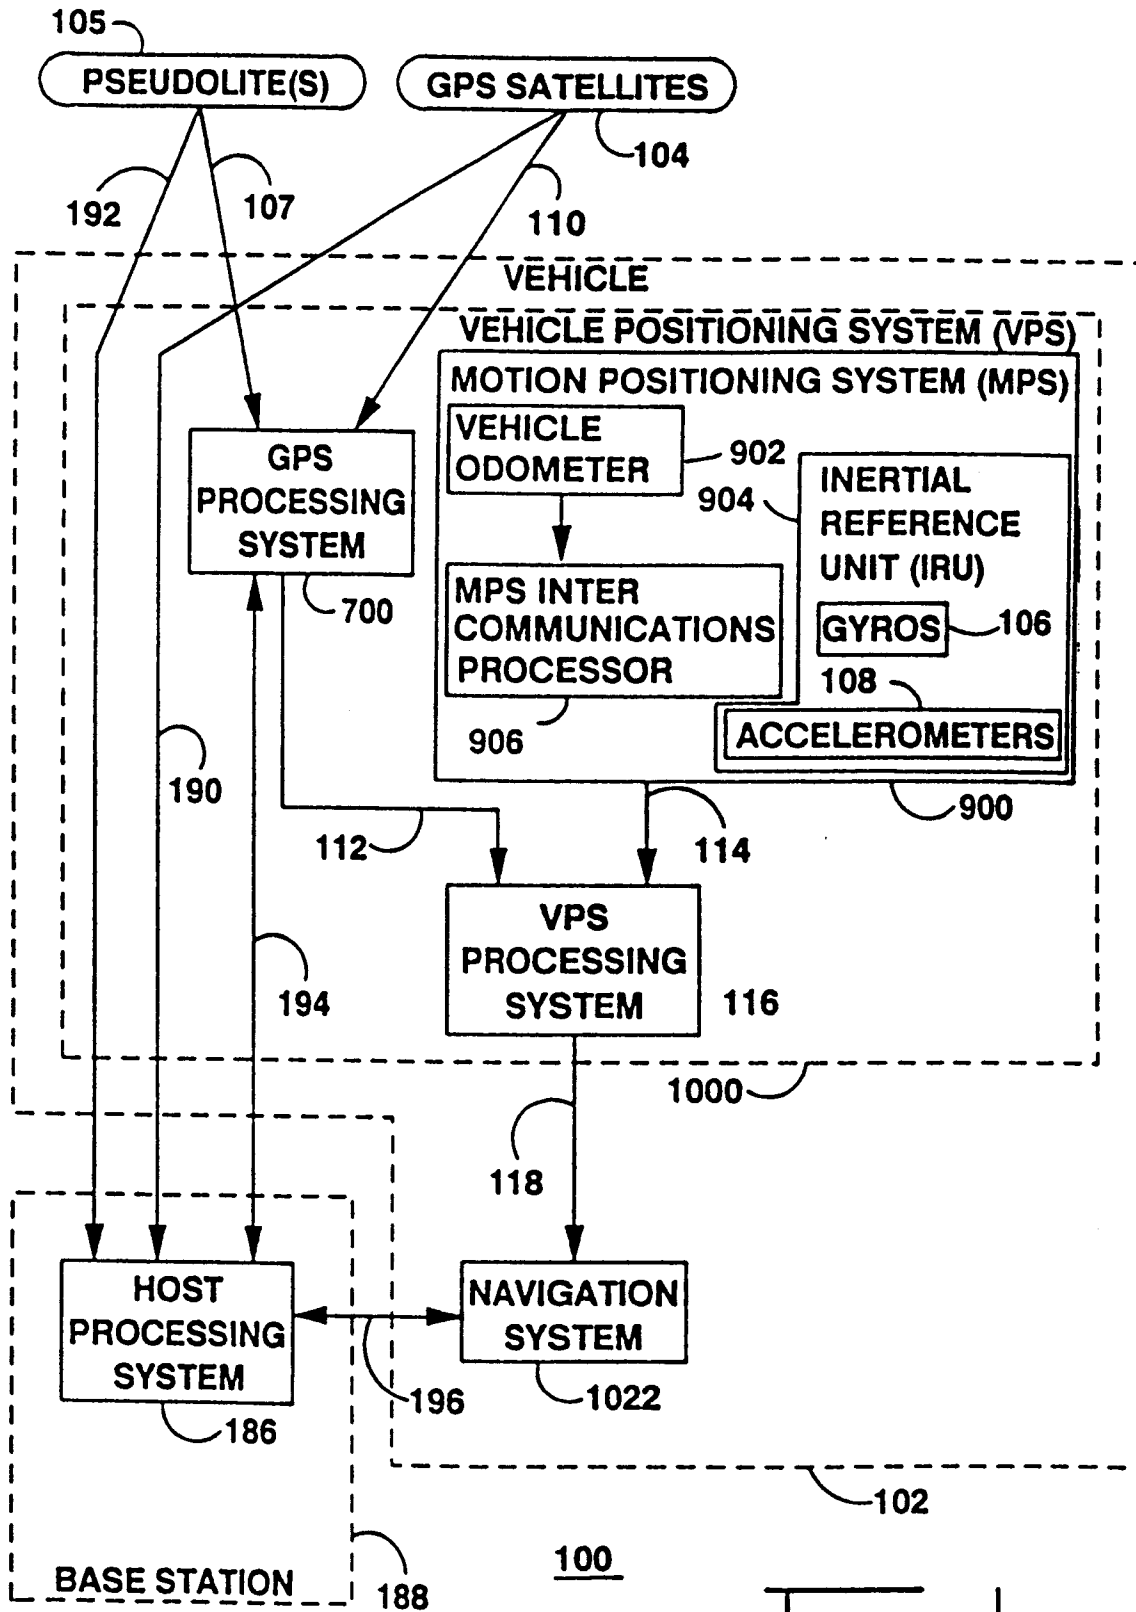 105
PSEUDOLITE(S)
GPS SATELLITES
104
192
107
110
VEHICLE
VEHICLE POSITIONING SYSTEM (VPS)
MOTION POSITIONING SYSTEM (MPS)
VEHICLE
ODOMETER
902
904
INERTIAL
REFERENCE
UNIT (IRU)
GPS
PROCESSING
SYSTEM
700
MPS INTER
COMMUNICATIONS
PROCESSOR
906
GYROS
106
108
ACCELEROMETERS
900
190
112
114
194
VPS
PROCESSING
SYSTEM
116
1000
118
HOST
PROCESSING
SYSTEM
186
196
NAVIGATION
SYSTEM
1022
102
BASE STATION
188
100